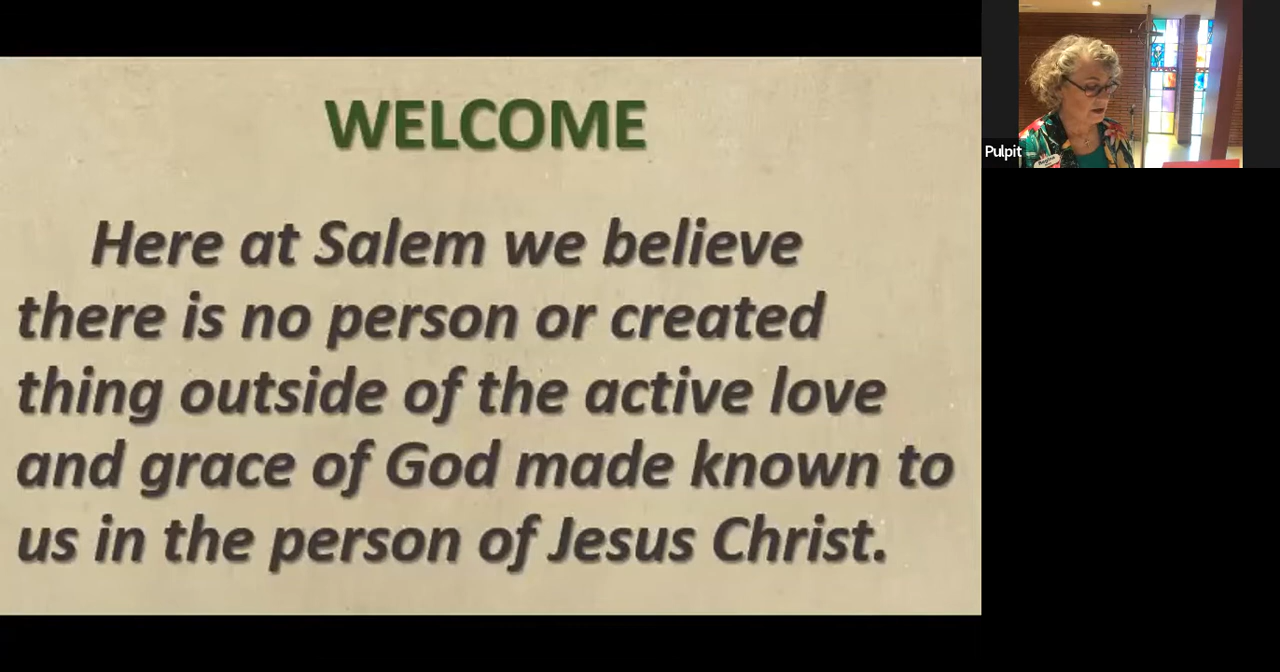 WELCOME
Here at Salem we believe
there is no person or created
thing outside of the active love
and grace of God made known to
us in the person of Jesus Christ.
Pulpit